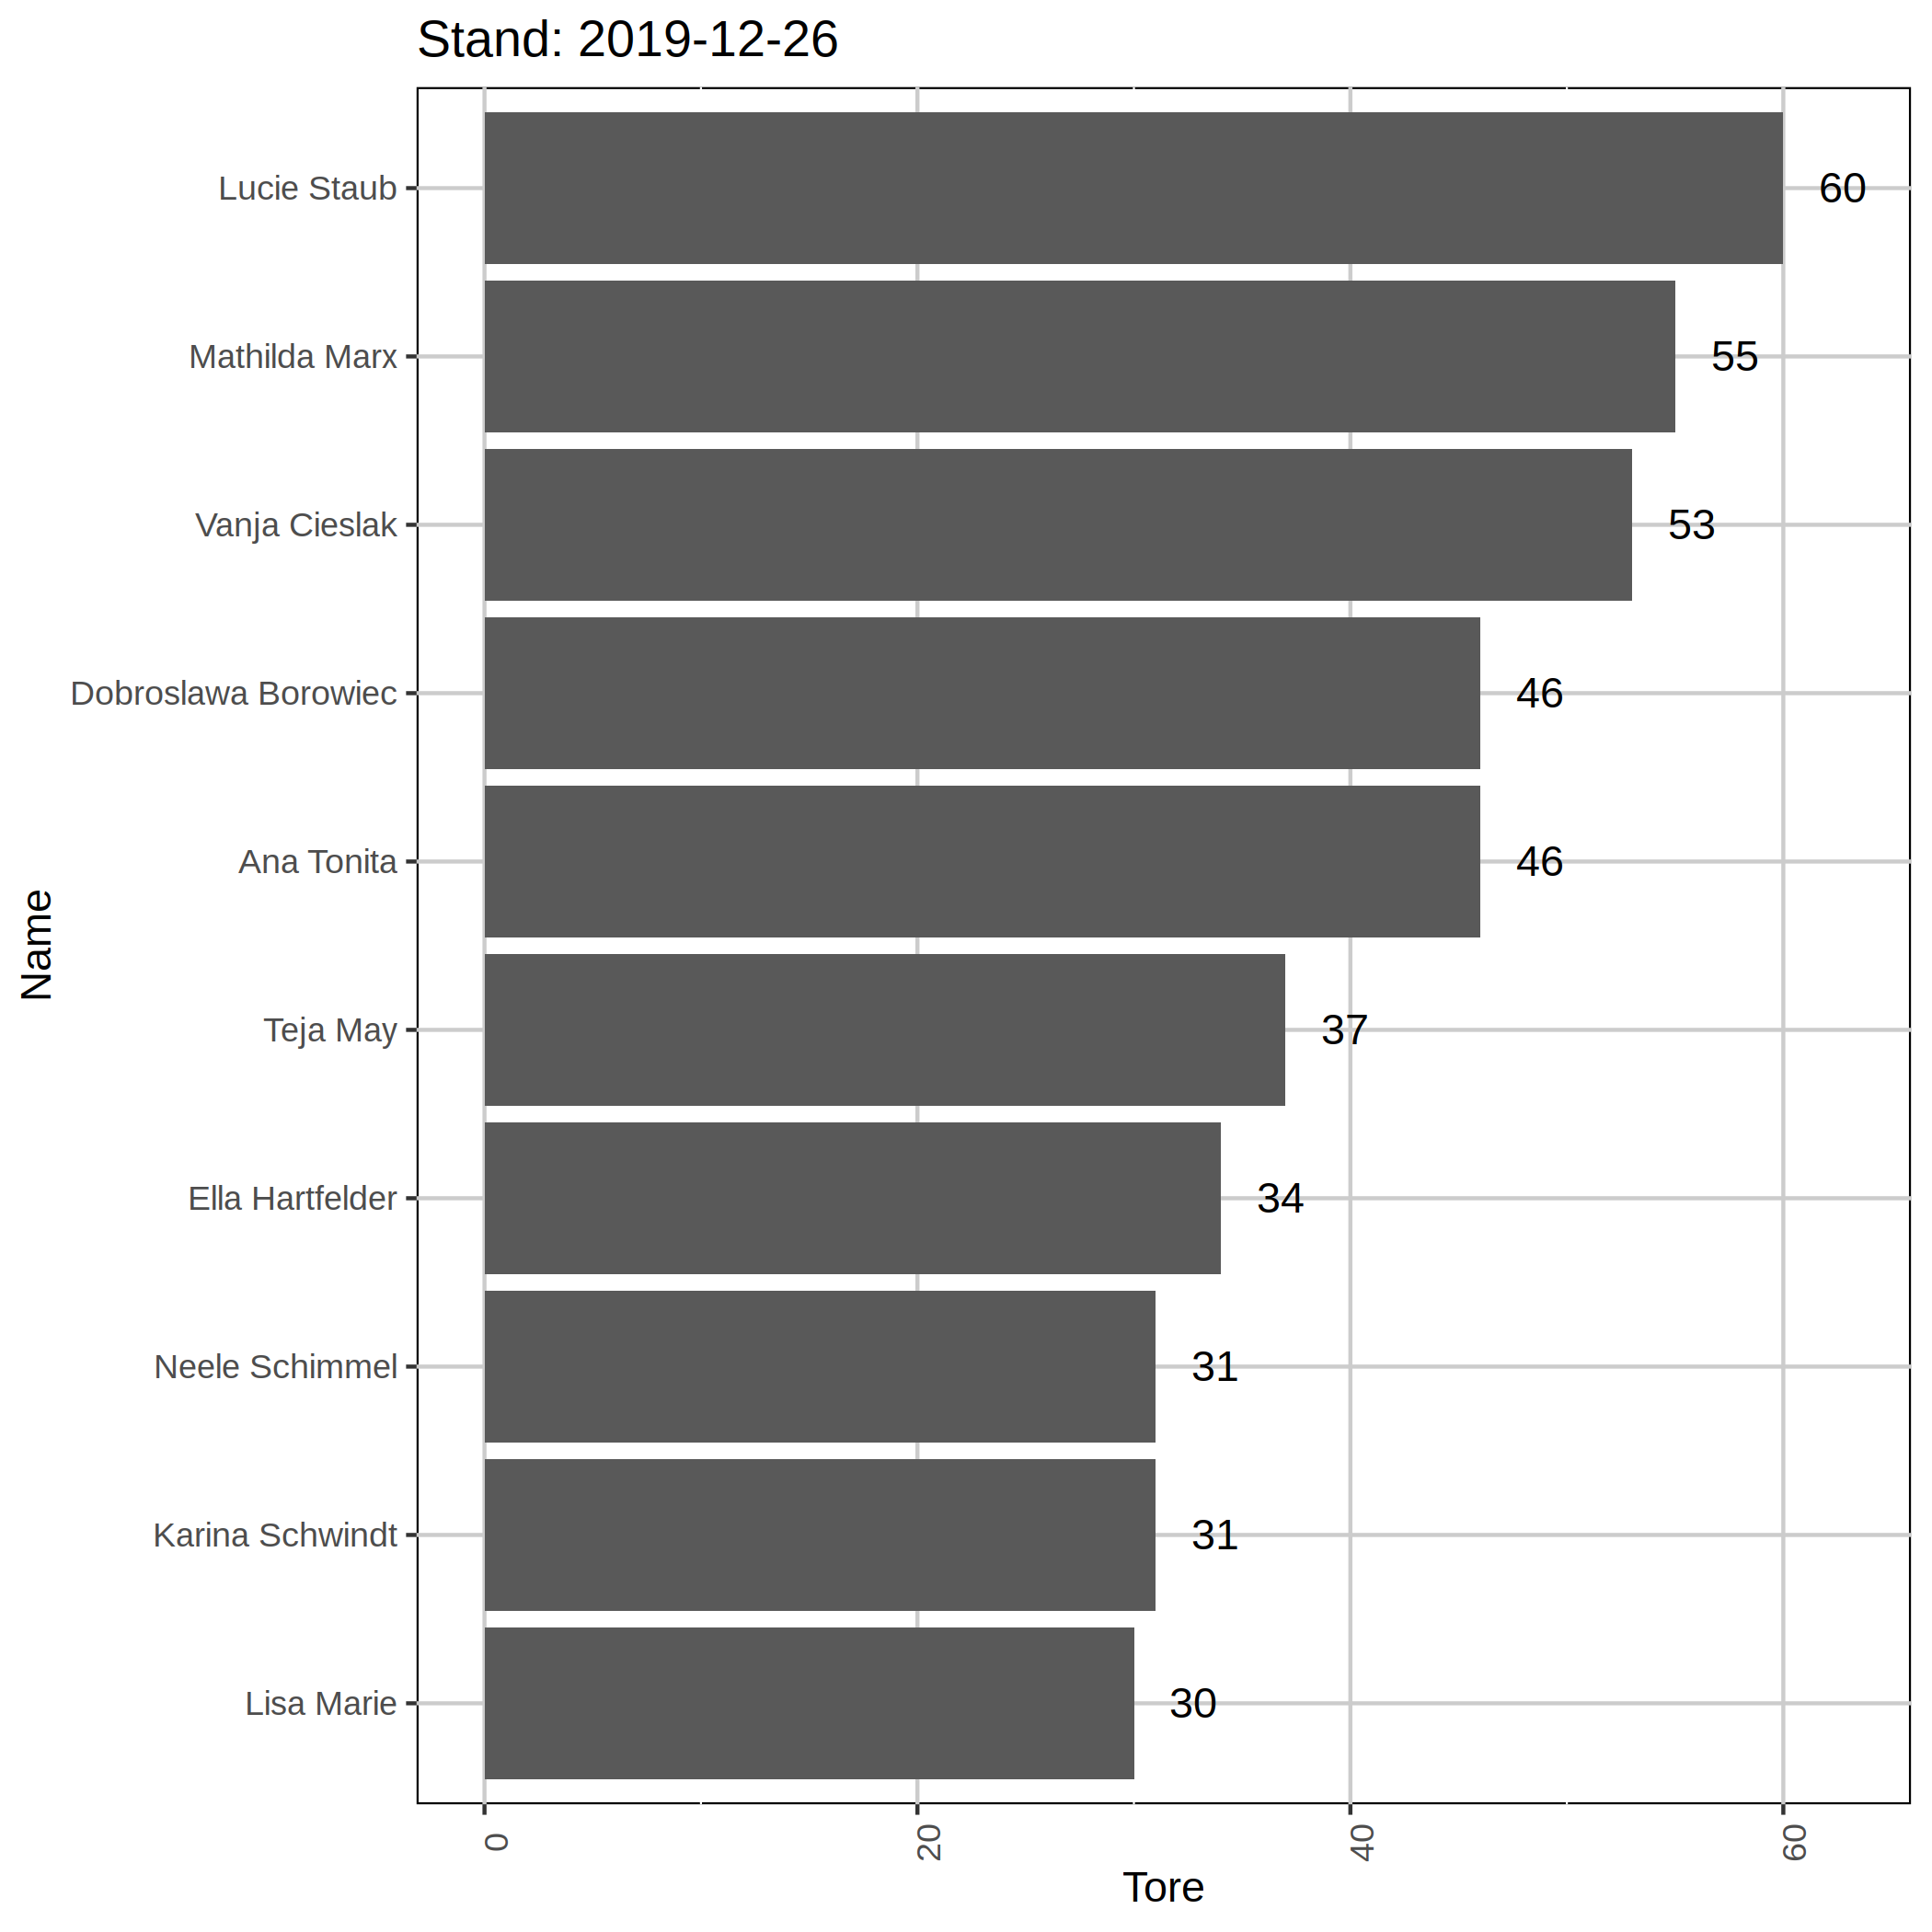 Stand: 2019-12-26
Name
Lucie Staub 60
Mathilda Marx 55
Vanja Cieslak 53
Dobroslawa Borowiec 46
Ana Tonita 46
Teja May 37
Ella Hartfelder 34
Neele Schimmel 31
Karina Schwindt 31
Lisa Marie 30
0 20 40 60
Tore